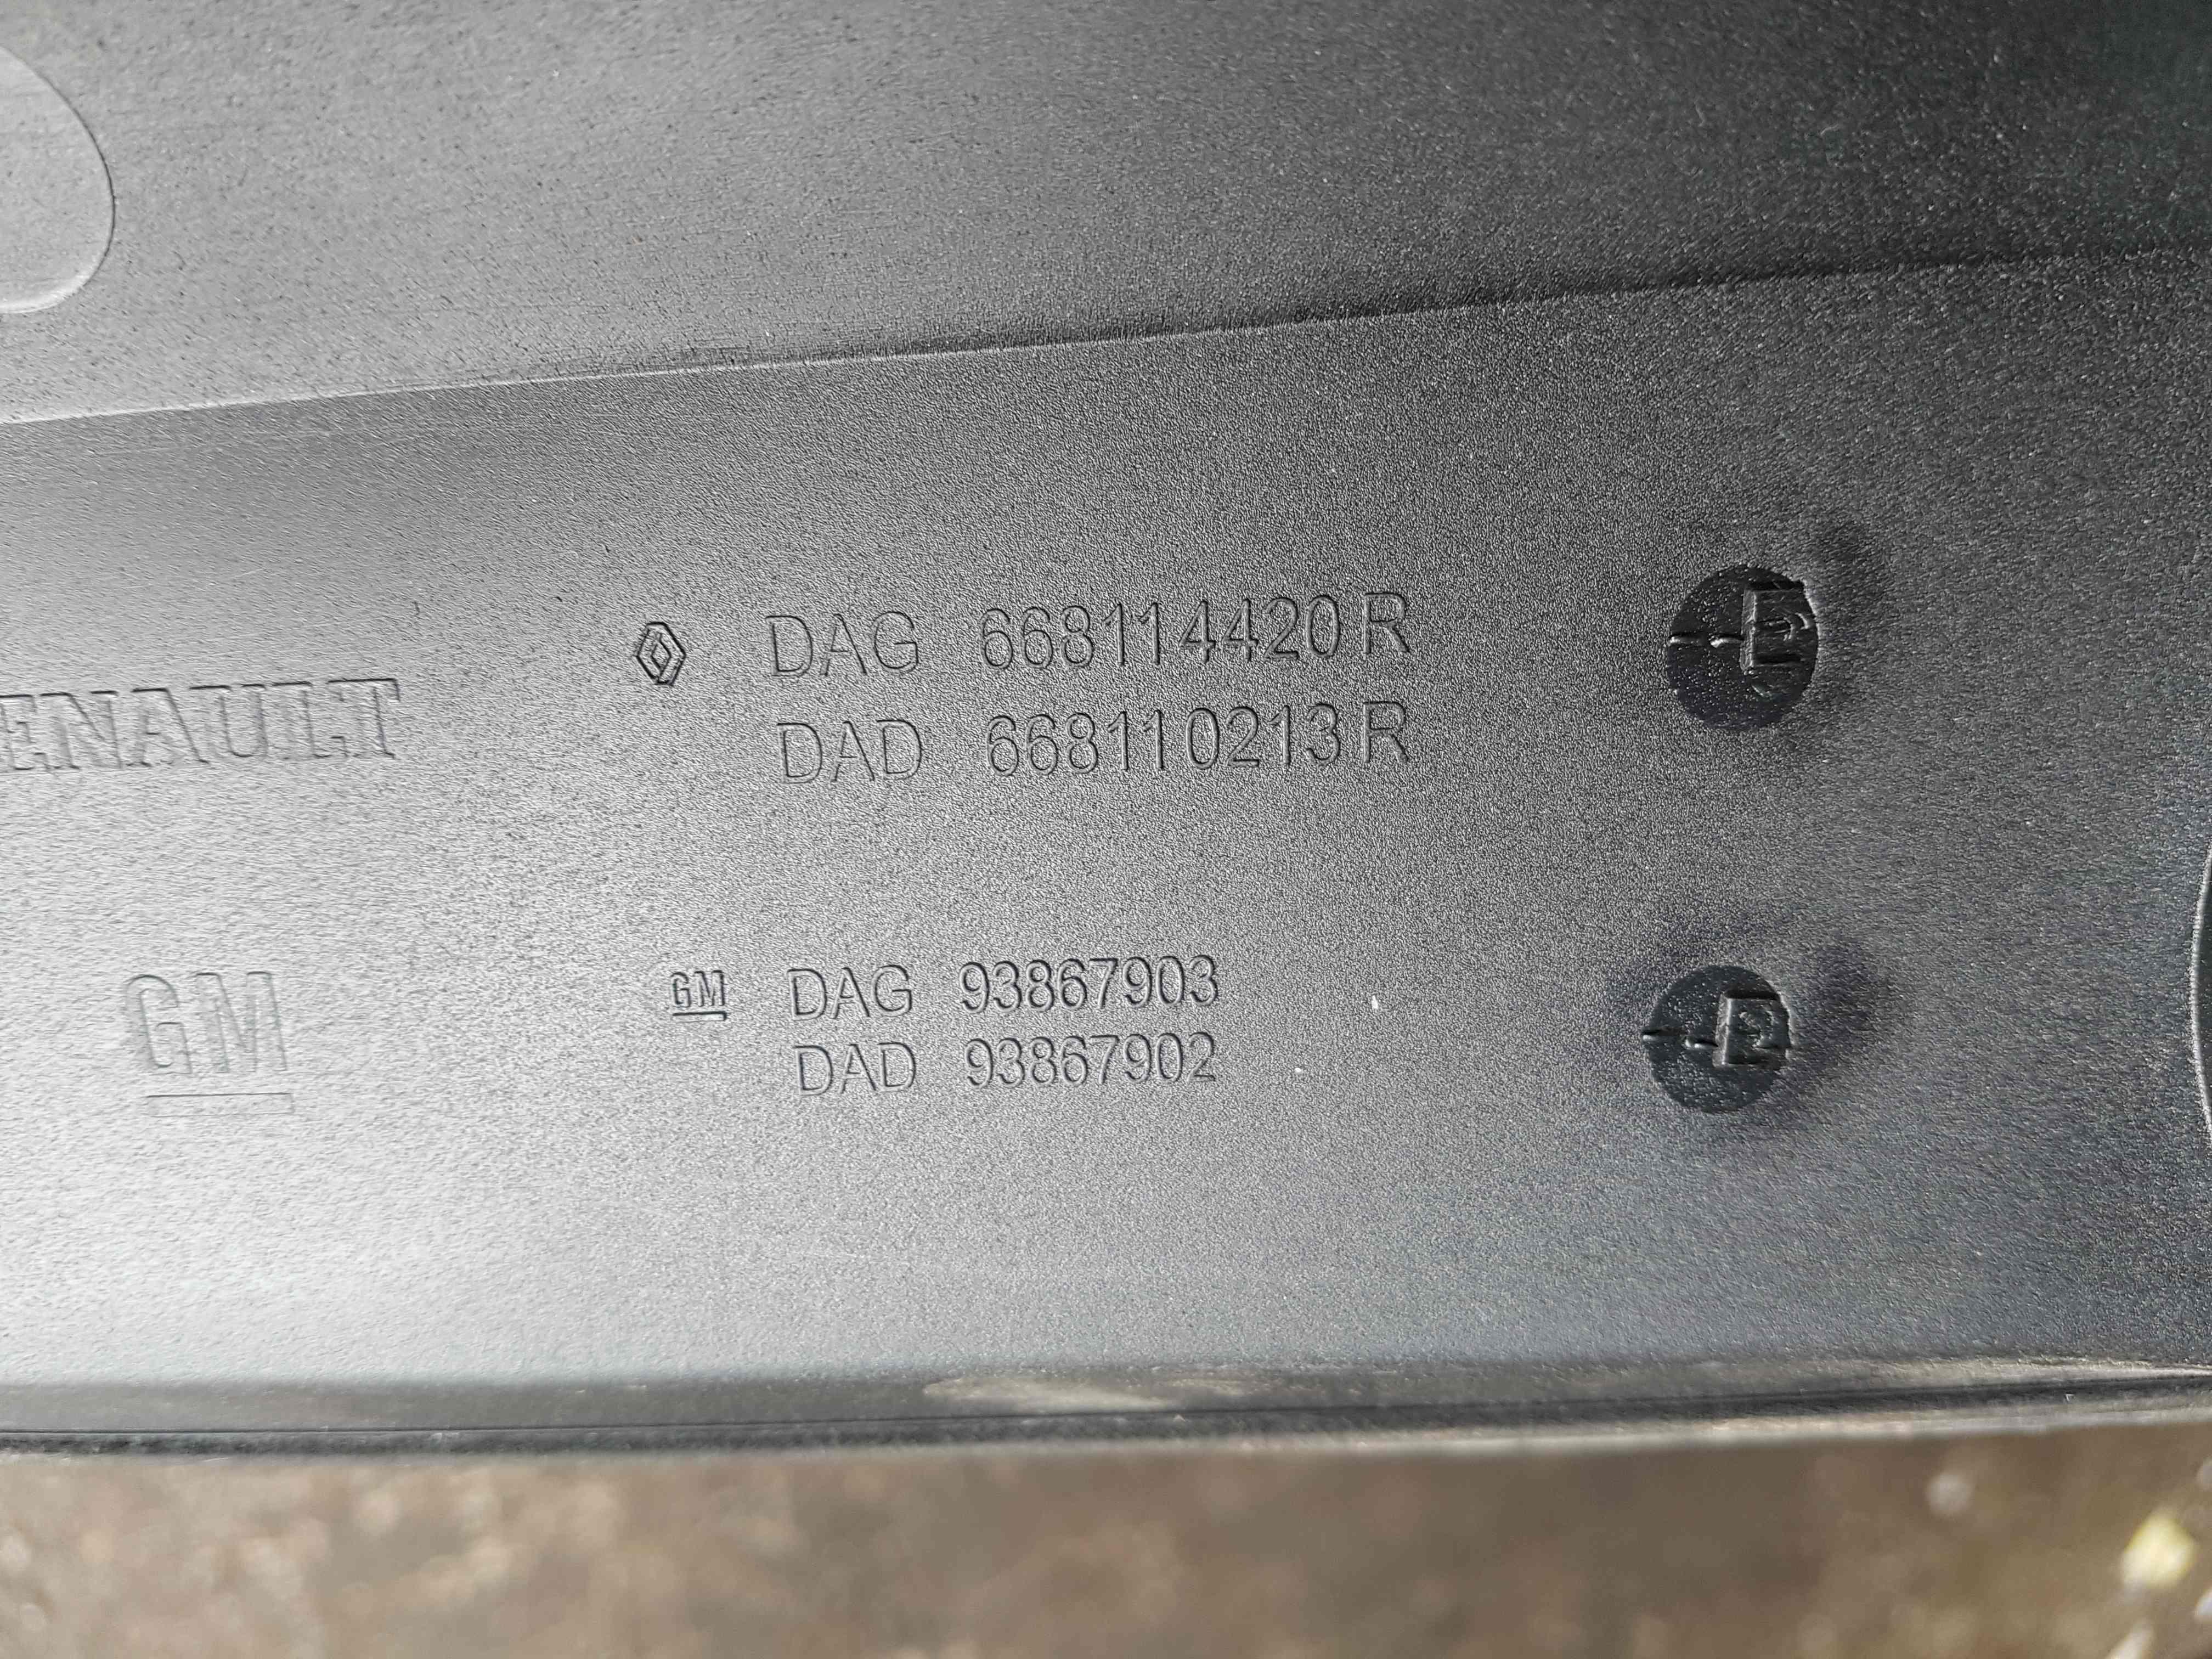 ENAULT
DAG 668114420R
DAD 668110213R
GM
GM DAG 93867903
DAD 93867902
E
E